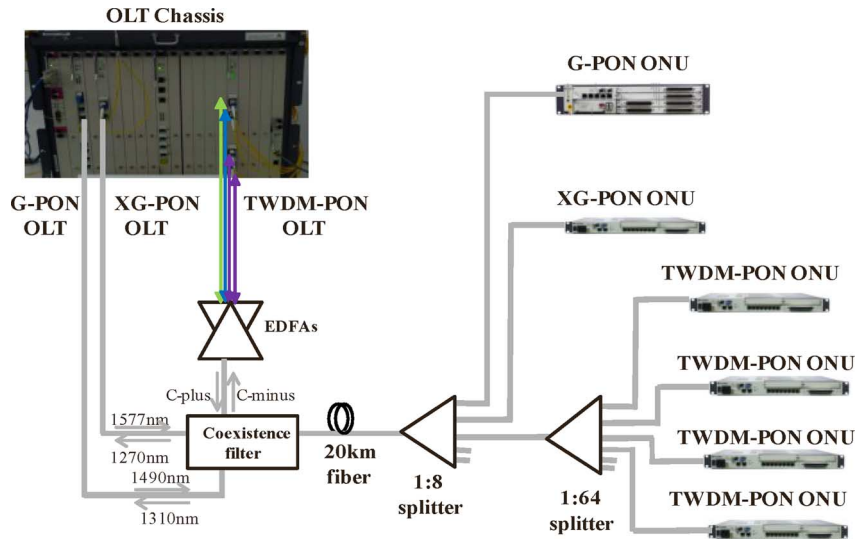 OLT Chassis
G-PON ONU
G-PON
OLT
XG-PON
OLT
TWDM-PON
OLT
XG-PON ONU
TWDM-PON ONU
EDFAs
TWDM-PON ONU
C-plus
C-minus
1577nm
1270nm
Coexistence
filter
20km
fiber
TWDM-PON ONU
1490nm
1310nm
1:8
splitter
1:64
splitter
TWDM-PON ONU